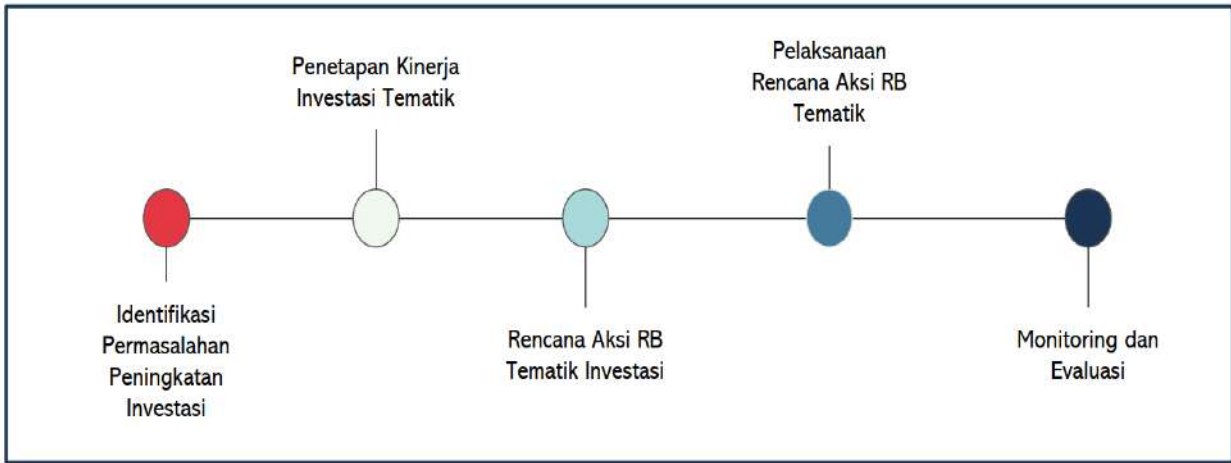 Identifikasi
Permasalahan
Peningkatan
Investasi
Penetapan Kinerja
Investasi Tematik
Rencana Aksi RB
Tematik Investasi
Pelaksanaan
Rencana Aksi RB
Tematik
Monitoring dan
Evaluasi